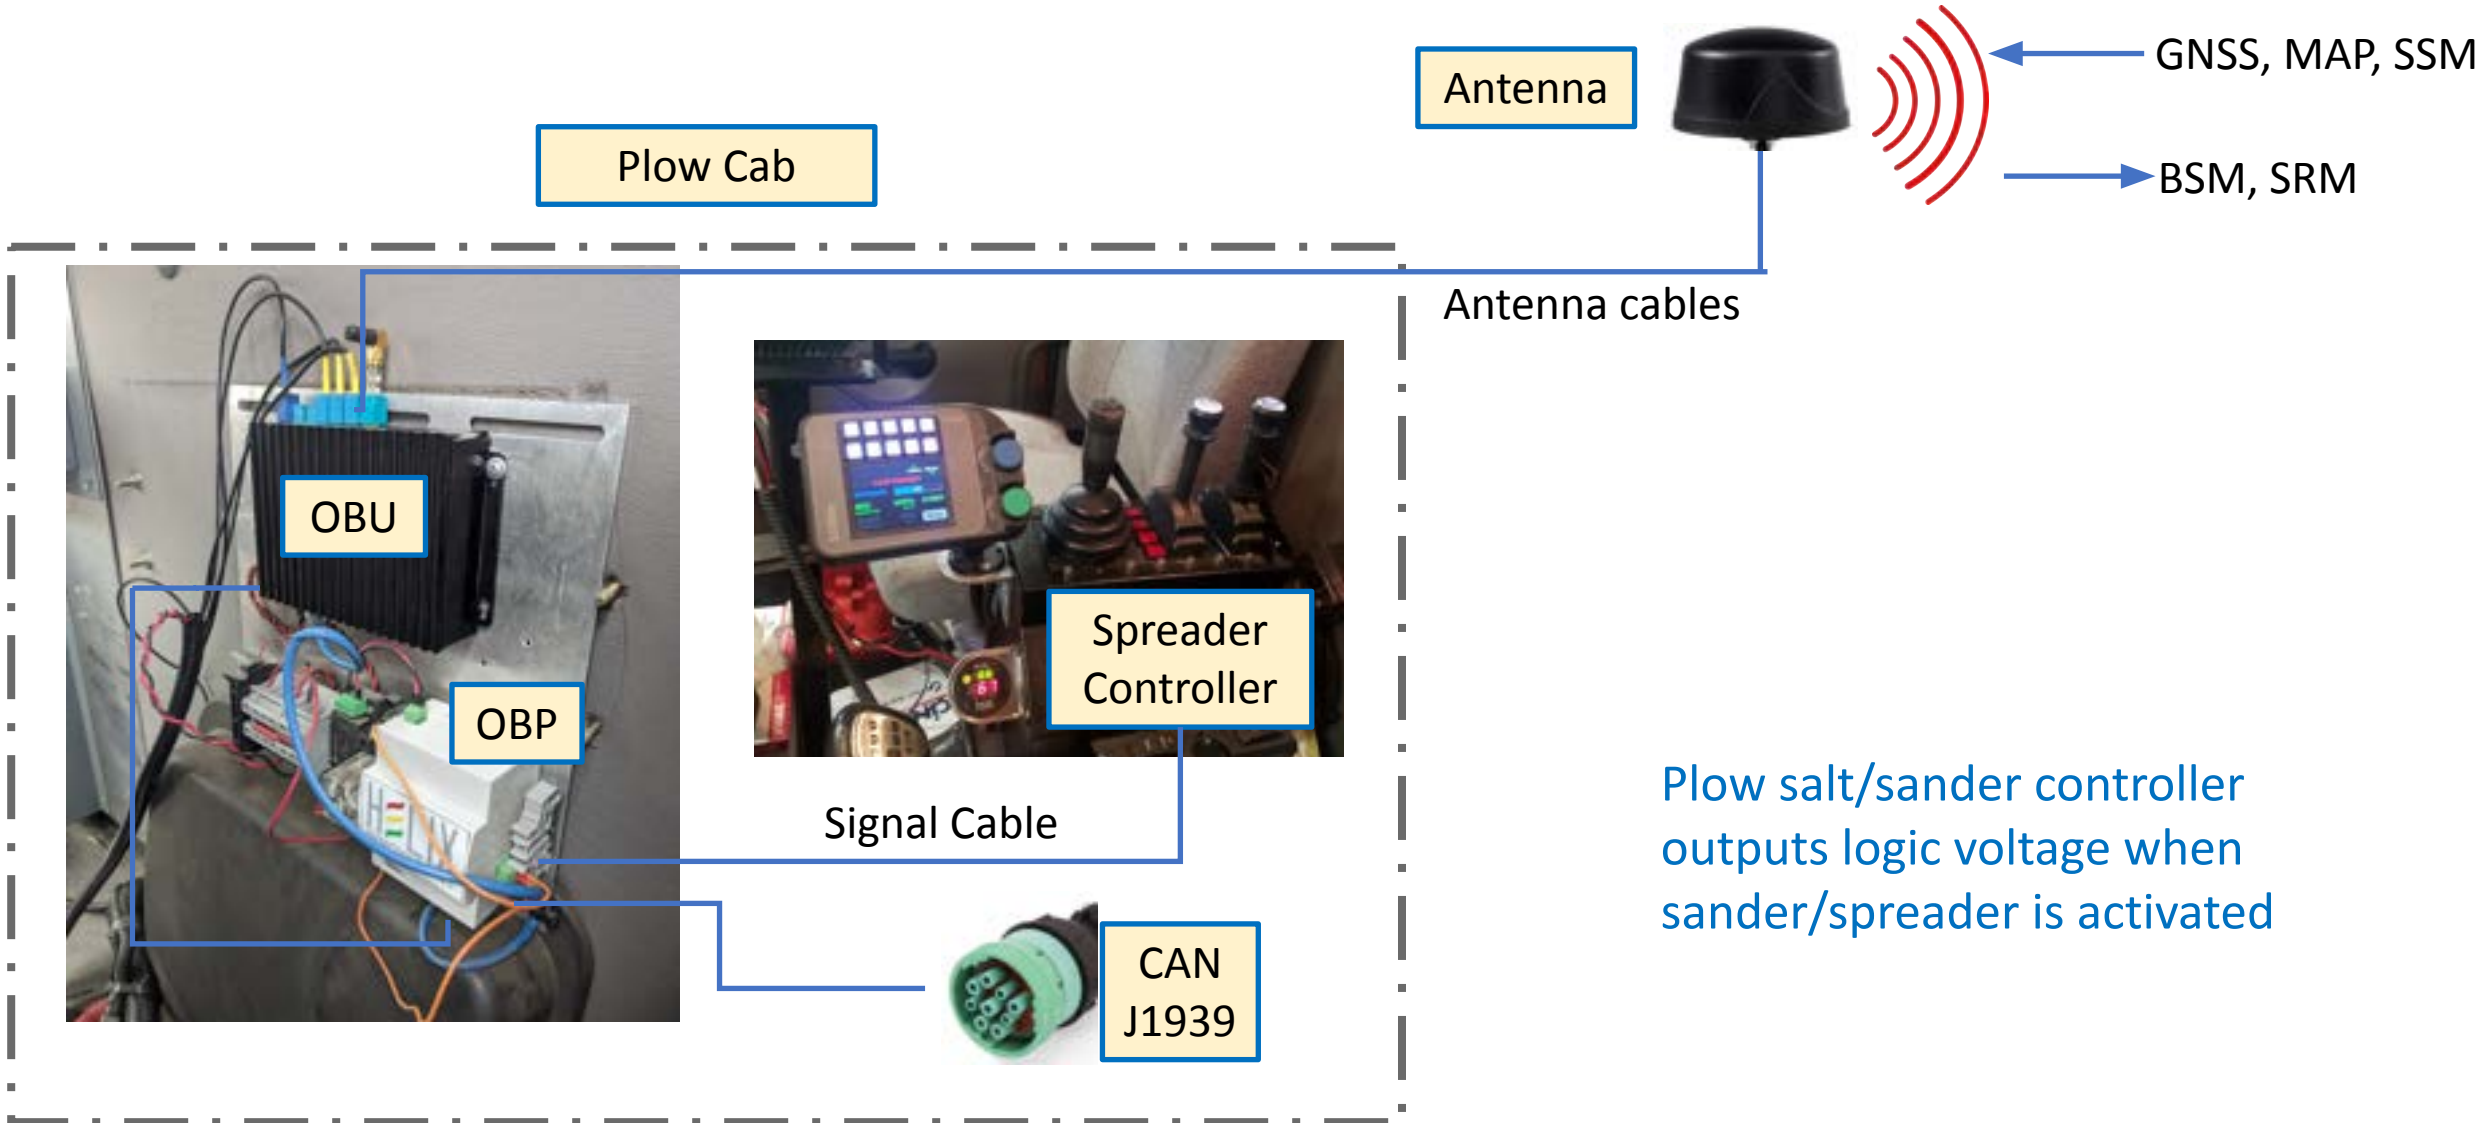 Antenna
GNSS, MAP, SSM
Plow Cab
BSM, SRM
Antenna cables
OBU
Spreader
Controller
OBP
Signal Cable
Plow salt/sander controller
outputs logic voltage when
sander/spreader is activated
CAN
J1939